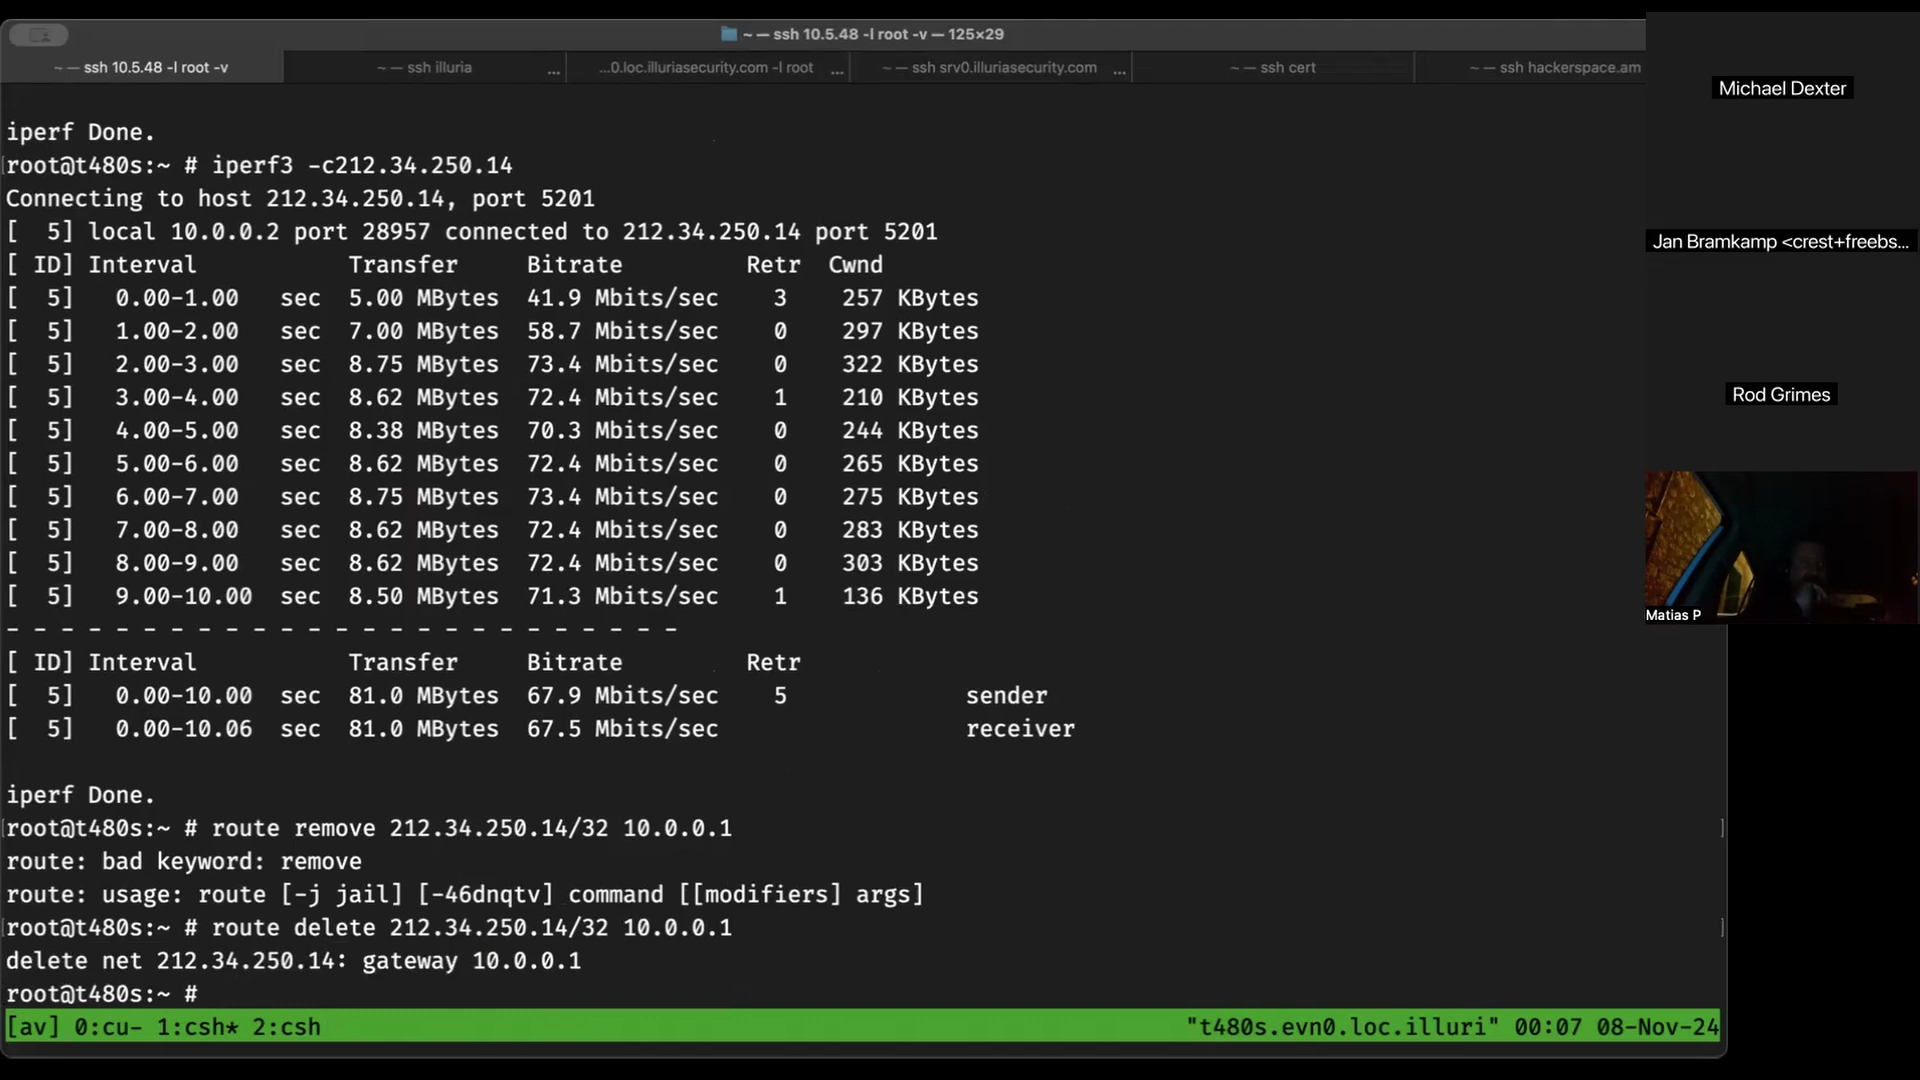 ~ — ssh 10.5.48 -l root -v — 125×29
~ — ssh 10.5.48 -l root -v
~ — ssh illuria ...
...0.loc.illuriasecurity.com -l root ...
~ — ssh srv0.illuriasecurity.com ...
~ — ssh cert
~ — ssh hackerspace.am
iperf Done.
root@t480s:~ # iperf3 -c212.34.250.14
Connecting to host 212.34.250.14, port 5201
[  5] local 10.0.0.2 port 28957 connected to 212.34.250.14 port 5201
[ ID] Interval           Transfer     Bitrate         Retr  Cwnd
[  5]   0.00-1.00   sec  5.00 MBytes  41.9 Mbits/sec    3    257 KBytes
[  5]   1.00-2.00   sec  7.00 MBytes  58.7 Mbits/sec    0    297 KBytes
[  5]   2.00-3.00   sec  8.75 MBytes  73.4 Mbits/sec    0    322 KBytes
[  5]   3.00-4.00   sec  8.62 MBytes  72.4 Mbits/sec    1    210 KBytes
[  5]   4.00-5.00   sec  8.38 MBytes  70.3 Mbits/sec    0    244 KBytes
[  5]   5.00-6.00   sec  8.62 MBytes  72.4 Mbits/sec    0    265 KBytes
[  5]   6.00-7.00   sec  8.75 MBytes  73.4 Mbits/sec    0    275 KBytes
[  5]   7.00-8.00   sec  8.62 MBytes  72.4 Mbits/sec    0    283 KBytes
[  5]   8.00-9.00   sec  8.62 MBytes  72.4 Mbits/sec    0    303 KBytes
[  5]   9.00-10.00  sec  8.50 MBytes  71.3 Mbits/sec    1    136 KBytes
- - - - - - - - - - - - - - - - - - - - - - - - -
[ ID] Interval           Transfer     Bitrate         Retr
[  5]   0.00-10.00  sec  81.0 MBytes  67.9 Mbits/sec    5             sender
[  5]   0.00-10.06  sec  81.0 MBytes  67.5 Mbits/sec                  receiver
iperf Done.
root@t480s:~ # route remove 212.34.250.14/32 10.0.0.1
route: bad keyword: remove
route: usage: route [-j jail] [-46dnqtv] command [[modifiers] args]
root@t480s:~ # route delete 212.34.250.14/32 10.0.0.1
delete net 212.34.250.14: gateway 10.0.0.1
root@t480s:~ #
[av] 0:cu- 1:csh* 2:csh "t480s.evn0.loc.illuri" 00:07 08-Nov-24
Michael Dexter
Jan Bramkamp <crest+freebs...
Rod Grimes
Matias P